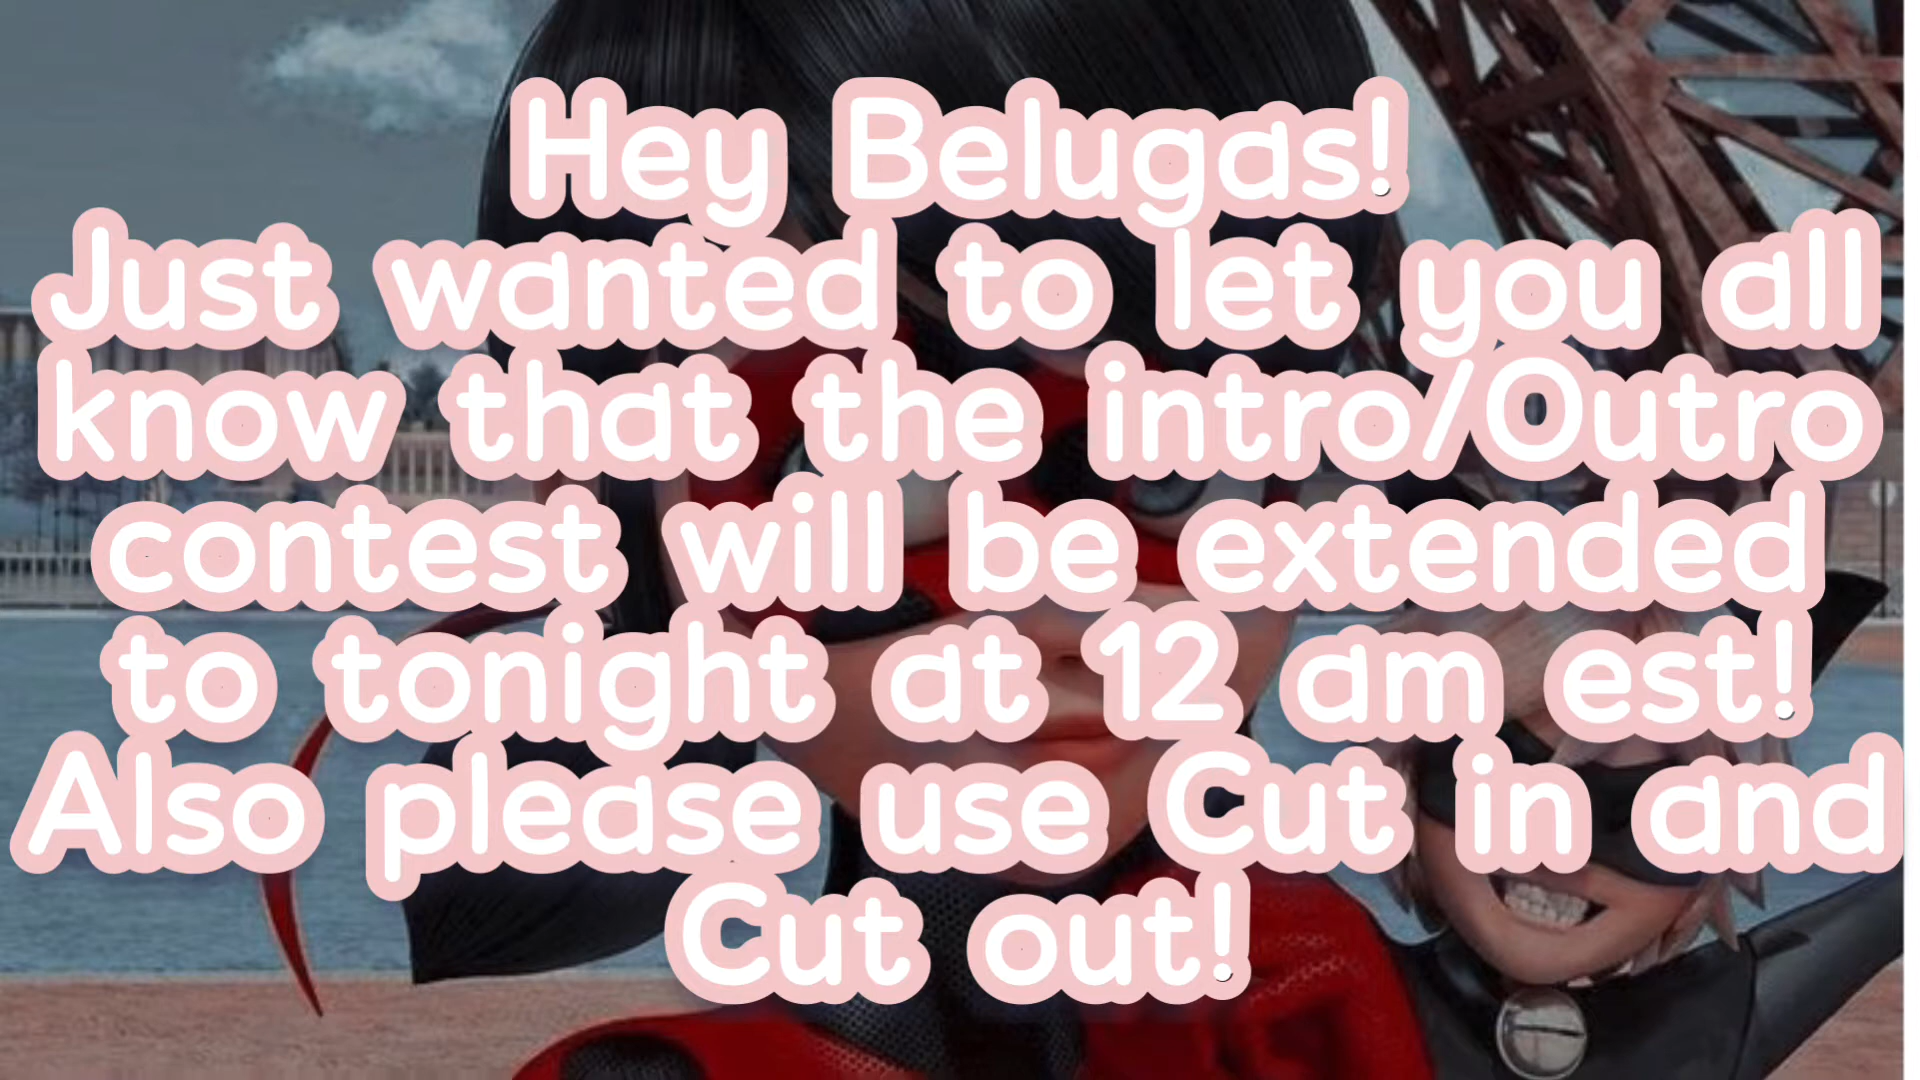 Hey Belugas!
Just wanted to let you all
know that the intro/Outro
contest will be extended
to tonight at 12 am est!
Also please use Cut in and
Cut out!